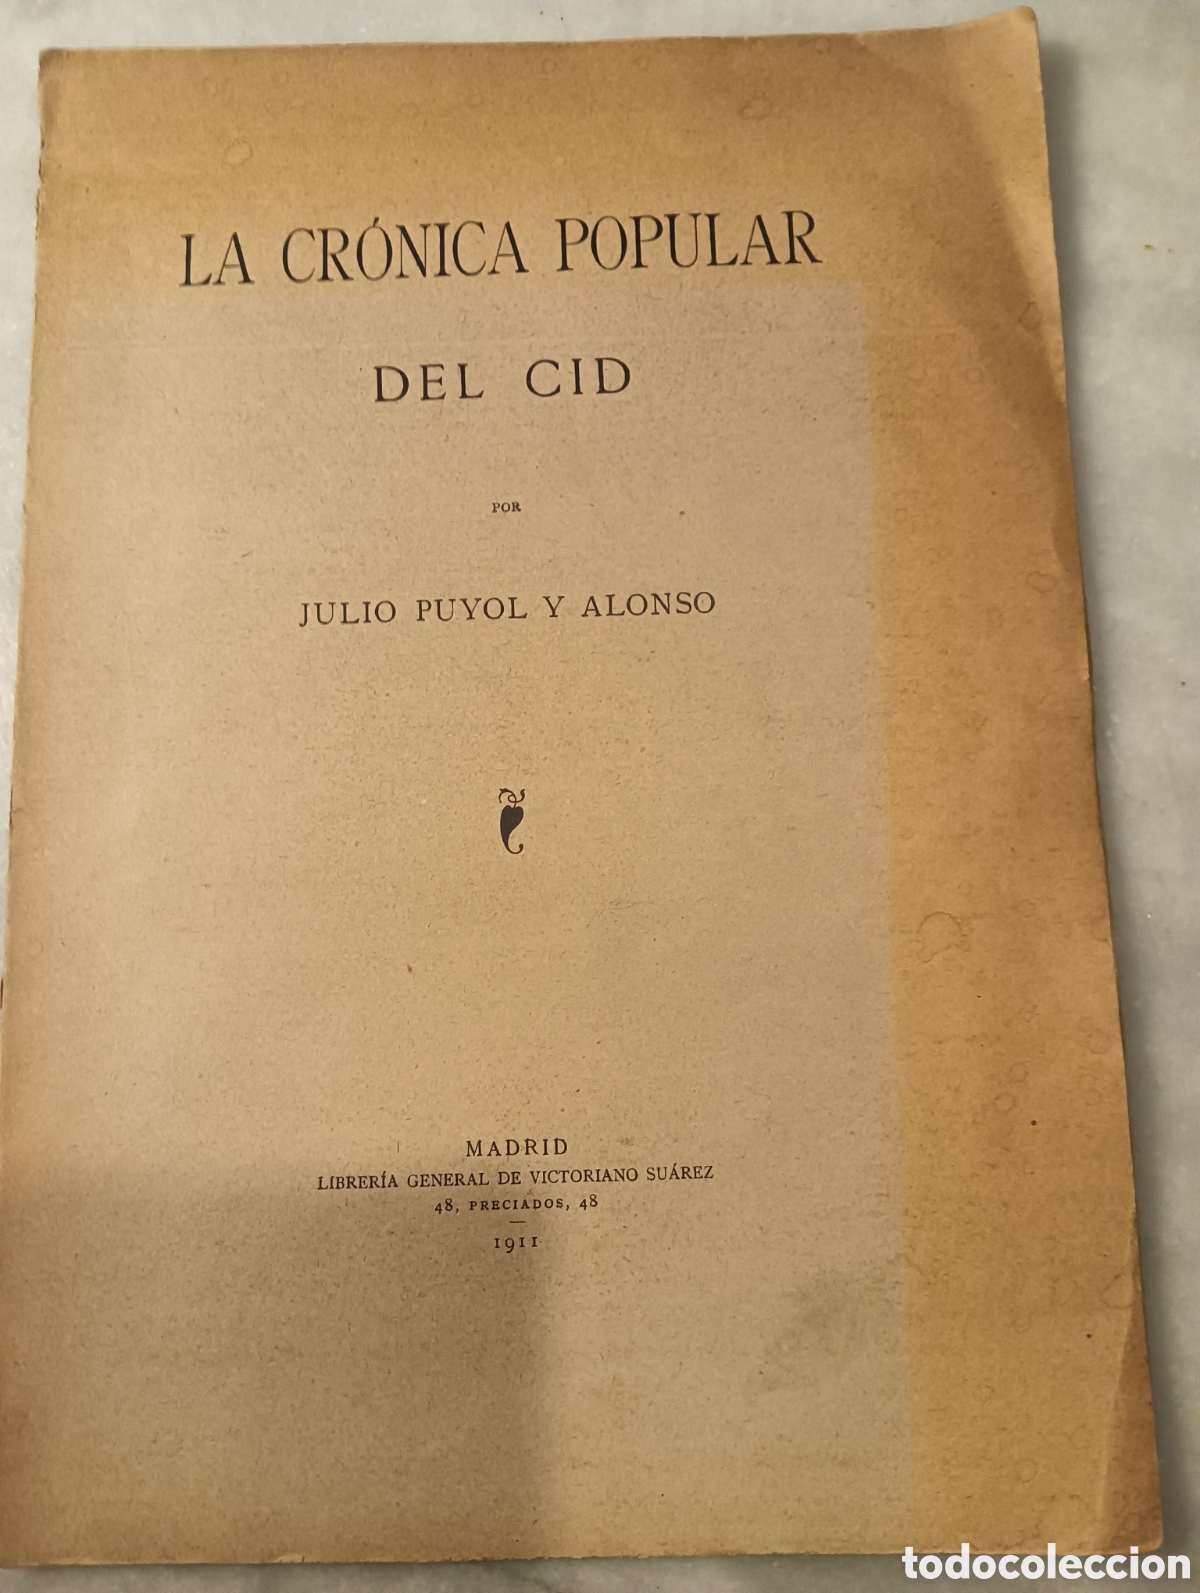 LA CRÓNICA POPULAR
DEL CID
POR
JULIO PUYOL Y ALONSO
MADRID
LIBRERÍA GENERAL DE VICTORIANO SUÁREZ
48, PRECIADOS, 48
1911
todocoleccion